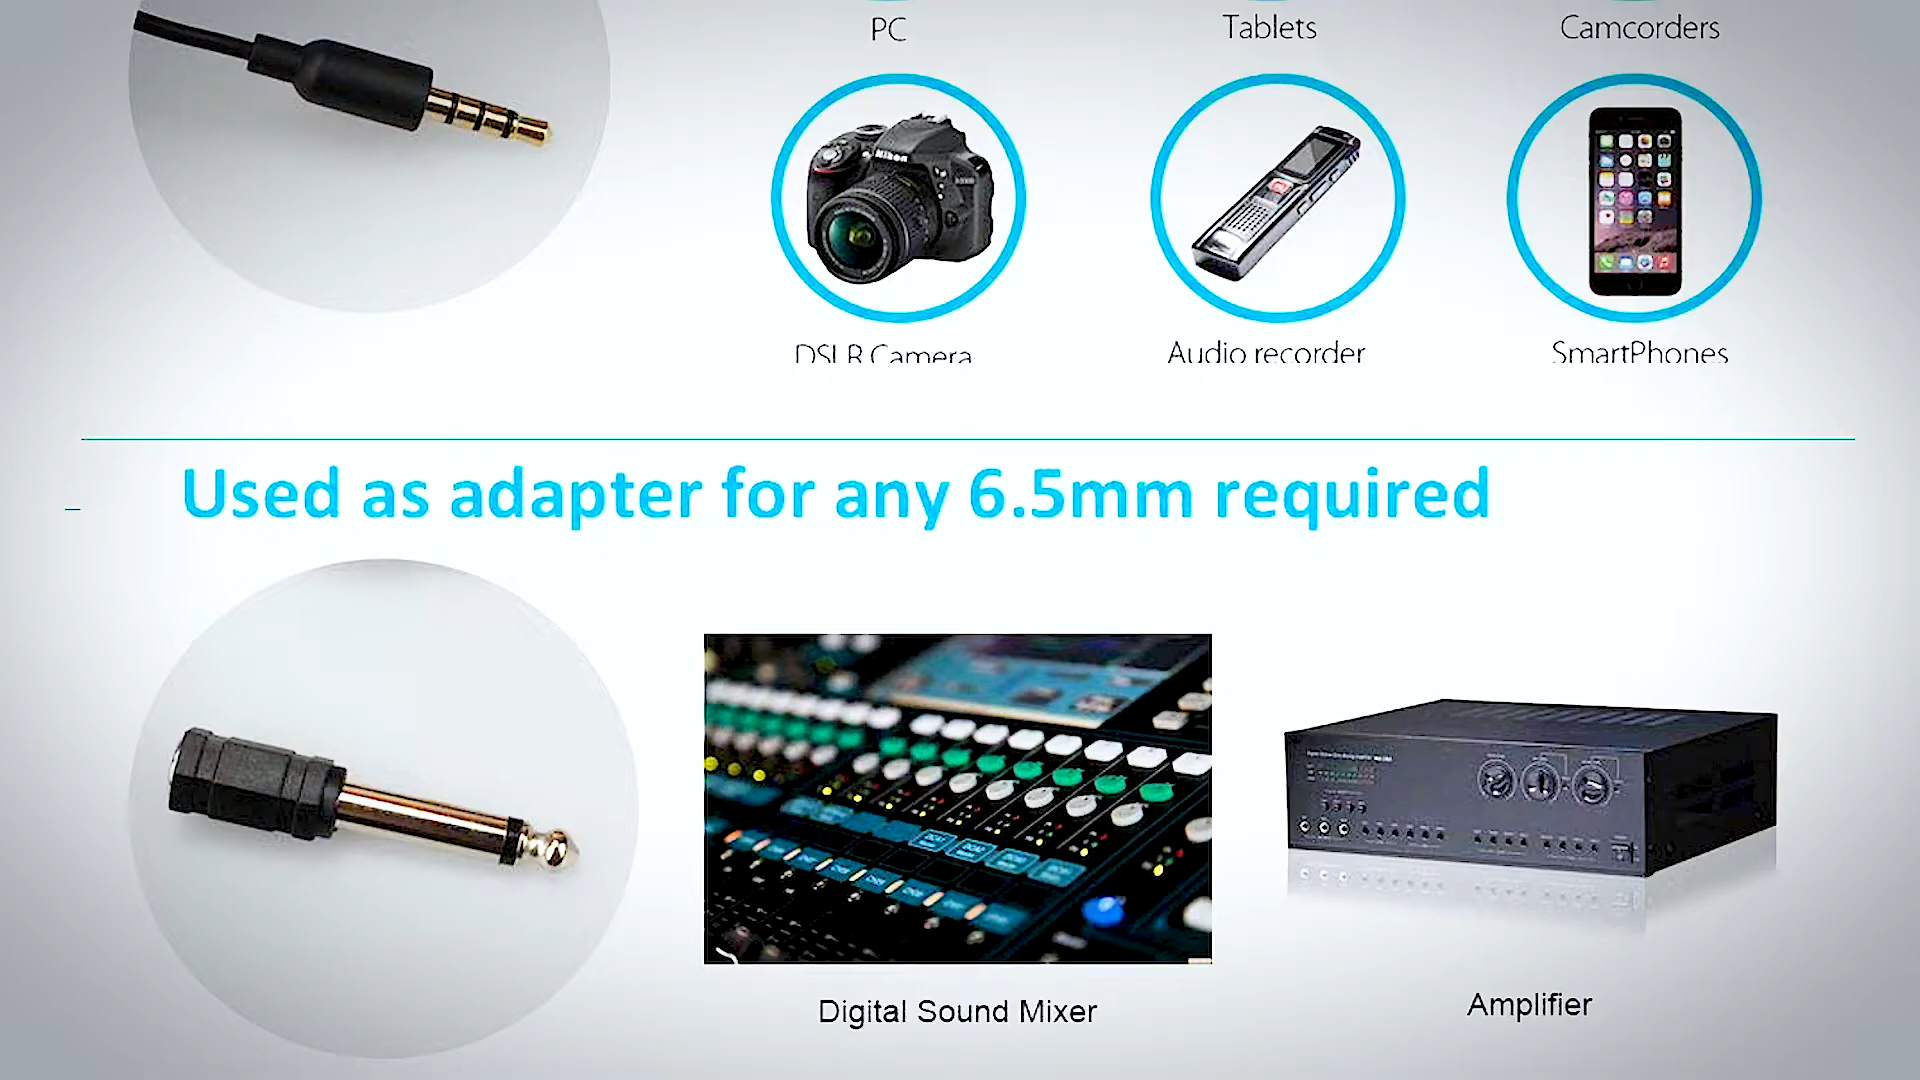 PC
Tablets
Camcorders
Nikon
DSLR Camera
Audio recorder
SmartPhones
Used as adapter for any 6.5mm required
Digital Sound Mixer
Amplifier